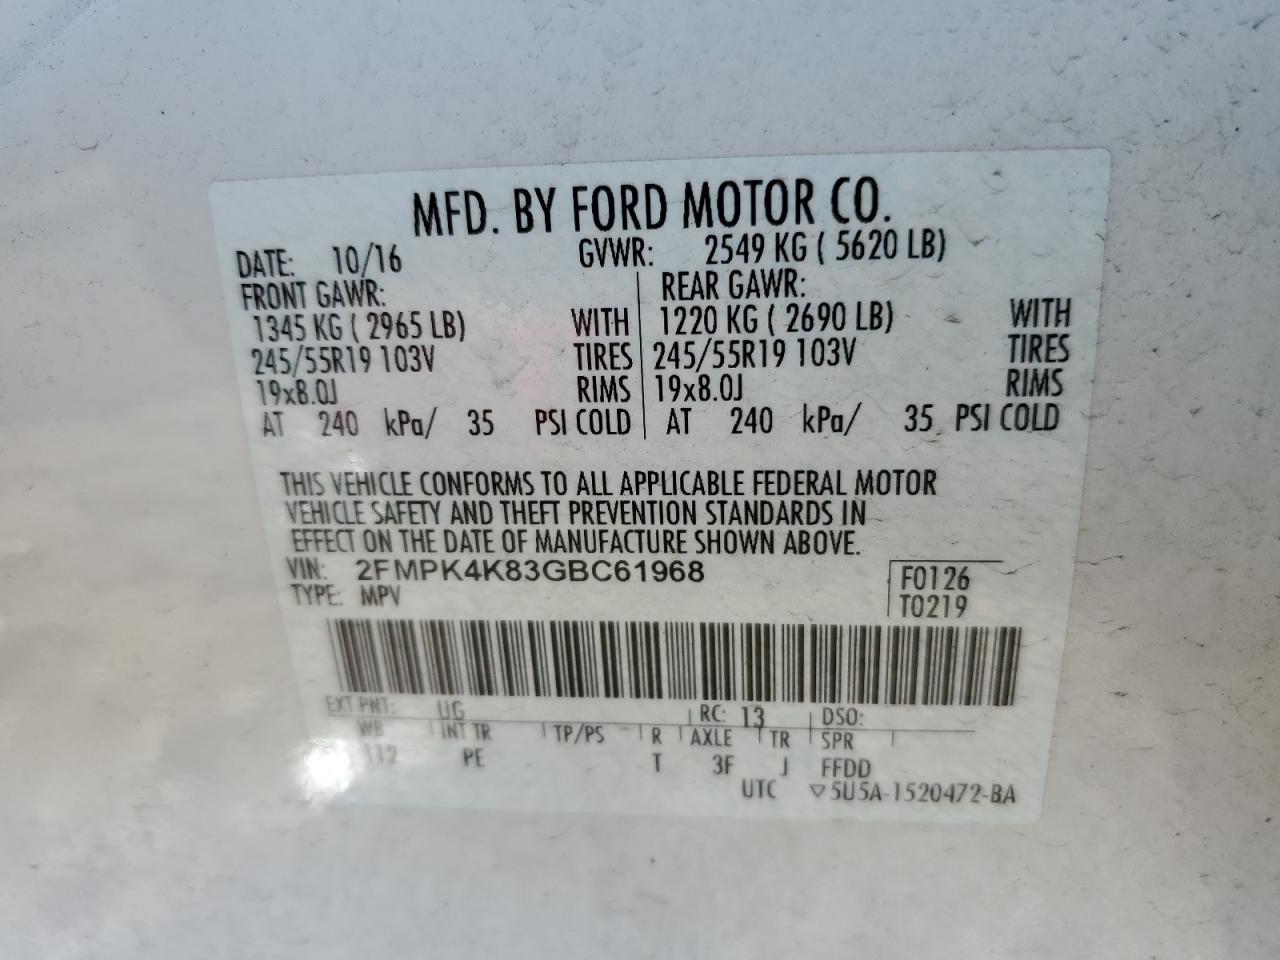 MFD. BY FORD MOTOR CO.
DATE: 10/16 GVWR: 2549 KG ( 5620 LB)
FRONT GAWR: REAR GAWR:
1345 KG ( 2965 LB) WITH 1220 KG ( 2690 LB) WITH
245/55R19 103V TIRES 245/55R19 103V TIRES
19x8.0J RIMS 19x8.0J RIMS
AT 240 kPa/ 35 PSI COLD AT 240 kPa/ 35 PSI COLD
THIS VEHICLE CONFORMS TO ALL APPLICABLE FEDERAL MOTOR
VEHICLE SAFETY AND THEFT PREVENTION STANDARDS IN
EFFECT ON THE DATE OF MANUFACTURE SHOWN ABOVE.
VIN: 2FMPK4K83GBC61968 F0126
TYPE: MPV T0219
EXT PNT: UG RC: 13 DSO:
WB INT TR TP/PS R AXLE TR SPR
112 PE T 3F J FFDD
UTC ▽5U5A-1520472-BA